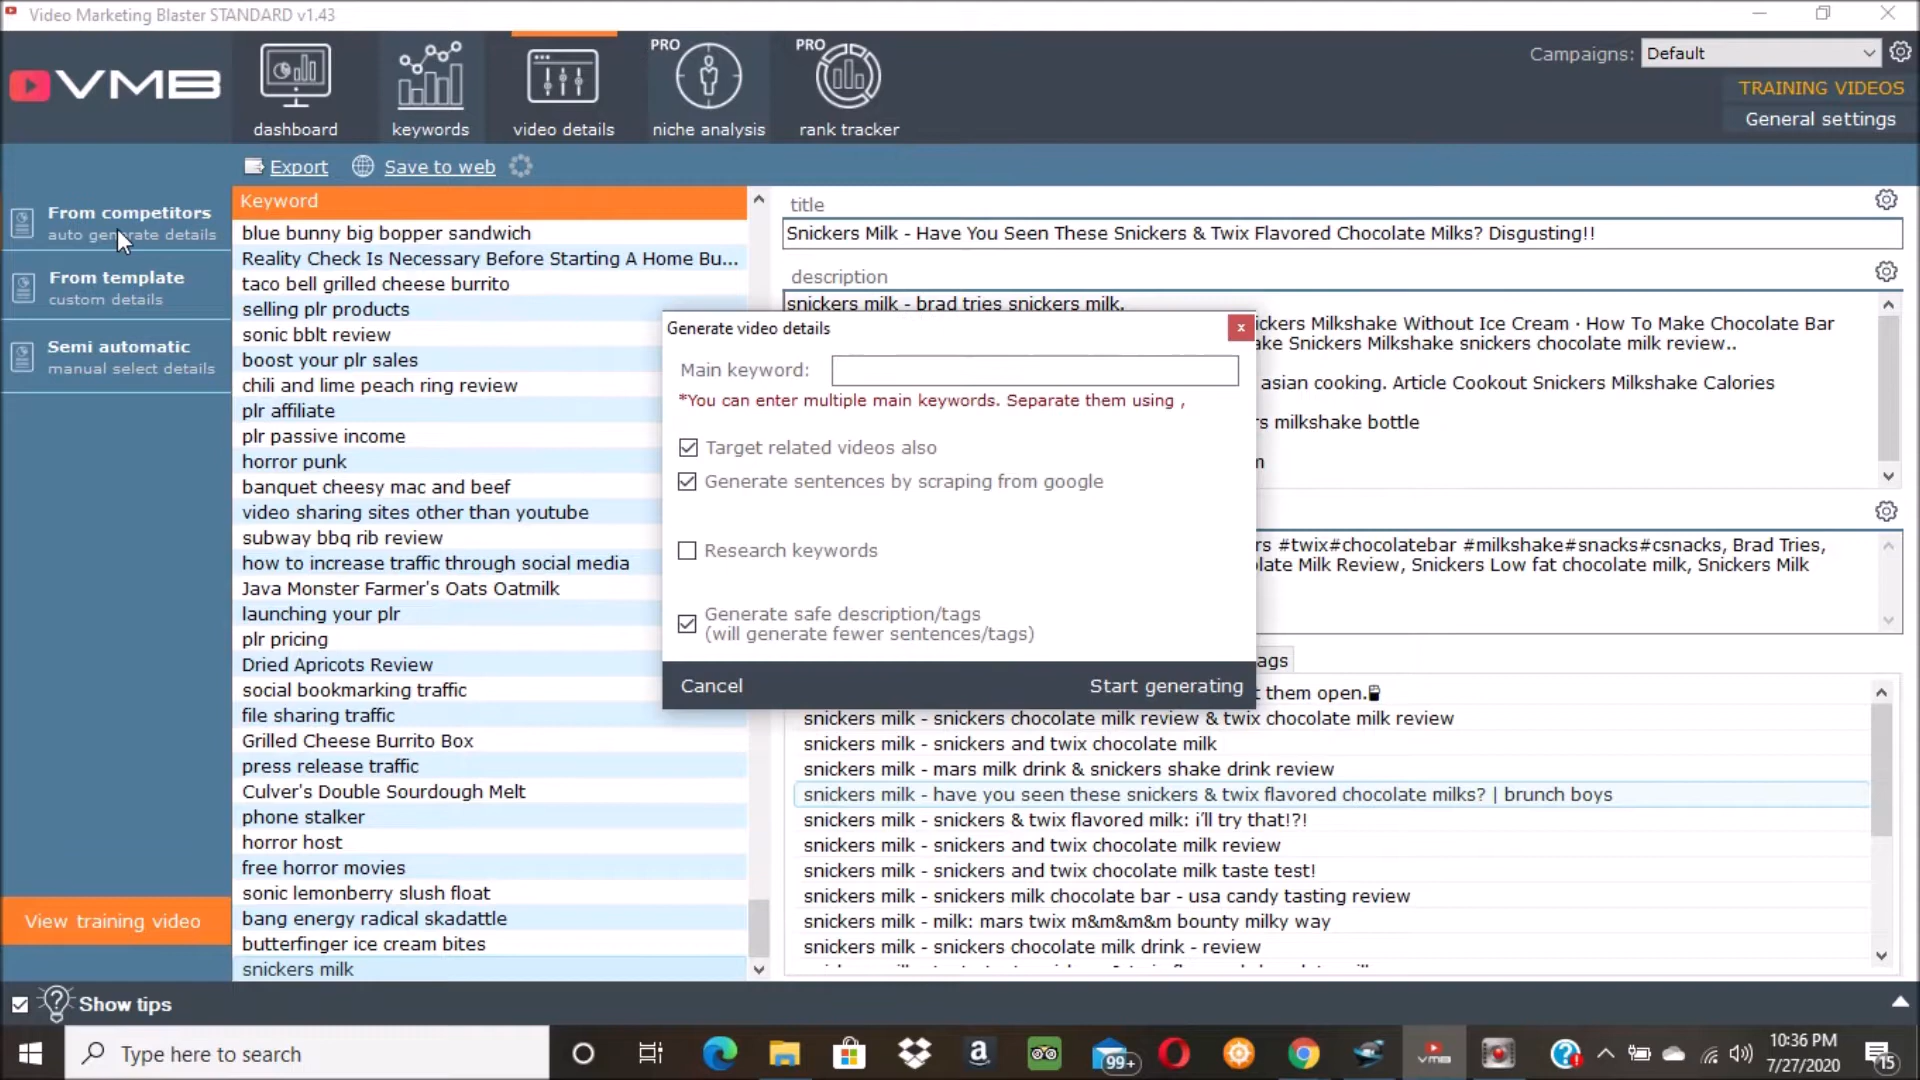 Video Marketing Blaster STANDARD v1.43
VMB
dashboard
keywords
video details
PRO
niche analysis
PRO
rank tracker
Campaigns:
Default
TRAINING VIDEOS
General settings
Export
Save to web
From competitors
auto generate details
From template
custom details
Semi automatic
manual select details
View training video
Keyword
blue bunny big bopper sandwich
Reality Check Is Necessary Before Starting A Home Bu...
taco bell grilled cheese burrito
selling plr products
sonic bblt review
boost your plr sales
chili and lime peach ring review
plr affiliate
plr passive income
horror punk
banquet cheesy mac and beef
video sharing sites other than youtube
subway bbq rib review
how to increase traffic through social media
Java Monster Farmer's Oats Oatmilk
launching your plr
plr pricing
Dried Apricots Review
social bookmarking traffic
file sharing traffic
Grilled Cheese Burrito Box
press release traffic
Culver's Double Sourdough Melt
phone stalker
horror host
free horror movies
sonic lemonberry slush float
bang energy radical skadattle
butterfinger ice cream bites
snickers milk
title
Snickers Milk - Have You Seen These Snickers & Twix Flavored Chocolate Milks? Disgusting!!
description
snickers milk - brad tries snickers milk.
ickers Milkshake Without Ice Cream · How To Make Chocolate Bar
ake Snickers Milkshake snickers chocolate milk review..
asian cooking. Article Cookout Snickers Milkshake Calories
rs milkshake bottle
Generate video details
x
Main keyword:
*You can enter multiple main keywords. Separate them using ,
Target related videos also
Generate sentences by scraping from google
Research keywords
Generate safe description/tags
(will generate fewer sentences/tags)
Cancel
Start generating
rs #twix#chocolatebar #milkshake#snacks#csnacks, Brad Tries,
late Milk Review, Snickers Low fat chocolate milk, Snickers Milk
ags
t them open.
snickers milk - snickers chocolate milk review & twix chocolate milk review
snickers milk - snickers and twix chocolate milk
snickers milk - mars milk drink & snickers shake drink review
snickers milk - have you seen these snickers & twix flavored chocolate milks? | brunch boys
snickers milk - snickers & twix flavored milk: i'll try that!?!
snickers milk - snickers and twix chocolate milk review
snickers milk - snickers and twix chocolate milk taste test!
snickers milk - snickers milk chocolate bar - usa candy tasting review
snickers milk - milk: mars twix m&m&m&m bounty milky way
snickers milk - snickers chocolate milk drink - review
Show tips
Type here to search
99+
VMB
10:36 PM
7/27/2020
15